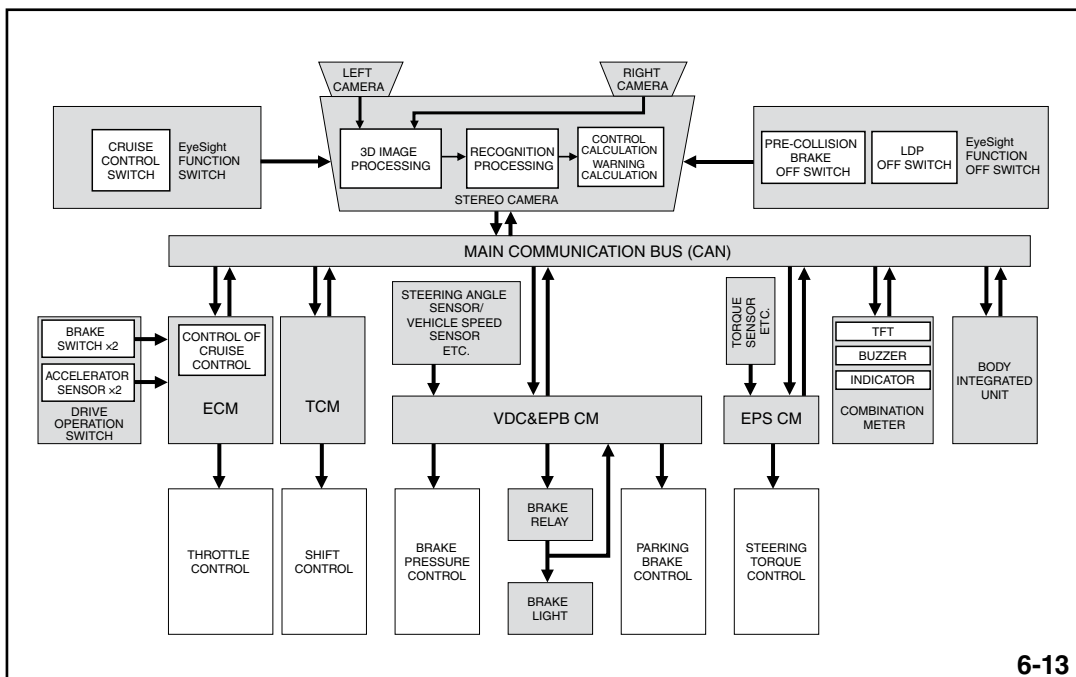 LEFT
CAMERA
RIGHT
CAMERA
CRUISE
CONTROL
SWITCH
EyeSight
FUNCTION
SWITCH
3D IMAGE
PROCESSING
RECOGNITION
PROCESSING
CONTROL
CALCULATION
WARNING
CALCULATION
STEREO CAMERA
PRE-COLLISION
BRAKE
OFF SWITCH
LDP
OFF SWITCH
EyeSight
FUNCTION
OFF SWITCH
MAIN COMMUNICATION BUS (CAN)
BRAKE
SWITCH ×2
ACCELERATOR
SENSOR ×2
DRIVE
OPERATION
SWITCH
CONTROL OF
CRUISE
CONTROL
ECM
TCM
STEERING ANGLE
SENSOR/
VEHICLE SPEED
SENSOR
ETC.
VDC&EPB CM
TORQUE
SENSOR
ETC.
EPS CM
TFT
BUZZER
INDICATOR
COMBINATION
METER
BODY
INTEGRATED
UNIT
THROTTLE
CONTROL
SHIFT
CONTROL
BRAKE
PRESSURE
CONTROL
BRAKE
RELAY
BRAKE
LIGHT
PARKING
BRAKE
CONTROL
STEERING
TORQUE
CONTROL
6-13